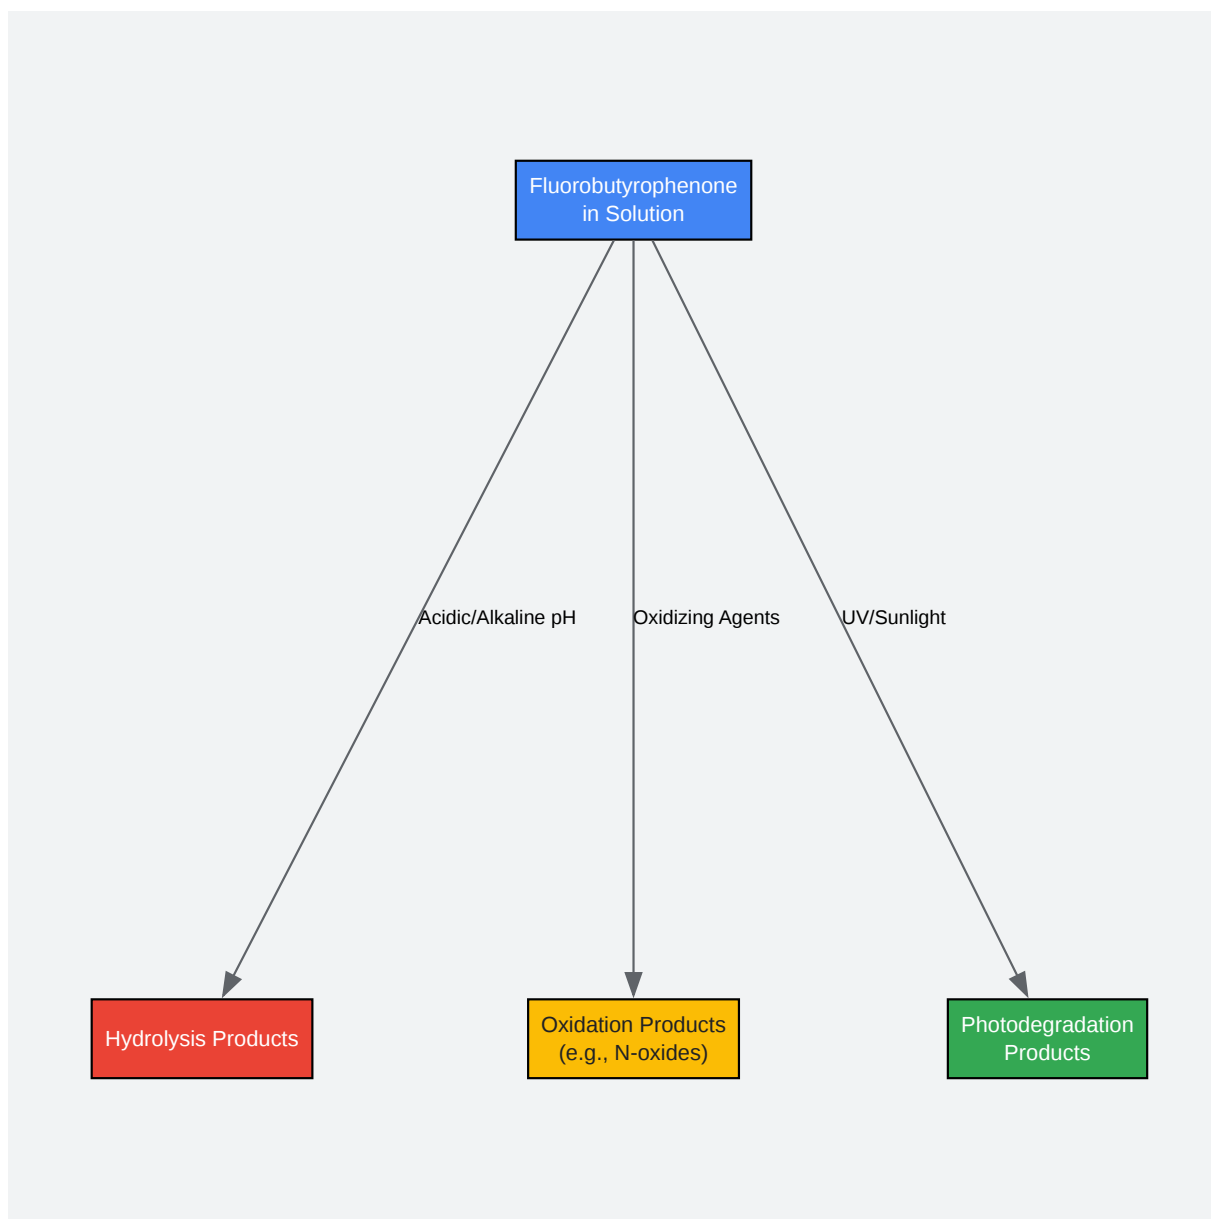 Fluorobutyrophenone
in Solution
Acidic/Alkaline pH
Oxidizing Agents
UV/Sunlight
Hydrolysis Products
Oxidation Products
(e.g., N-oxides)
Photodegradation
Products